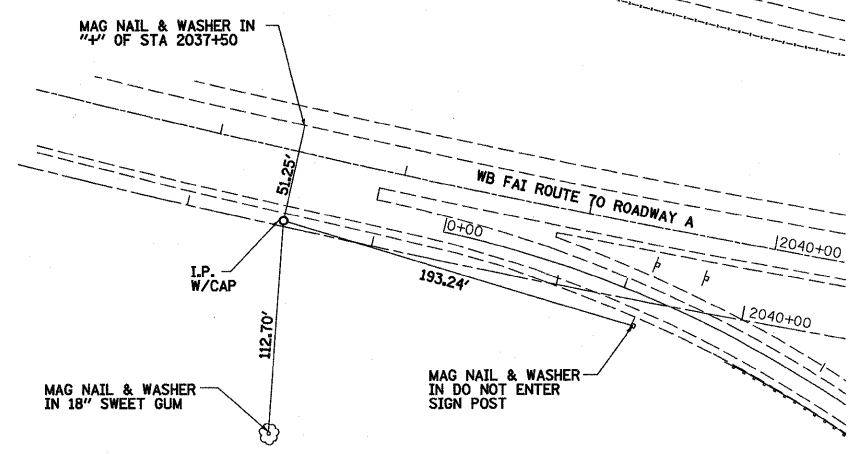 MAG NAIL & WASHER IN
"+" OF STA 2037+50
51.25'
WB FAI ROUTE 70 ROADWAY A
0+00
2040+00
I.P.
W/CAP
193.24'
2040+00
112.70'
MAG NAIL & WASHER
IN 18" SWEET GUM
MAG NAIL & WASHER
IN DO NOT ENTER
SIGN POST